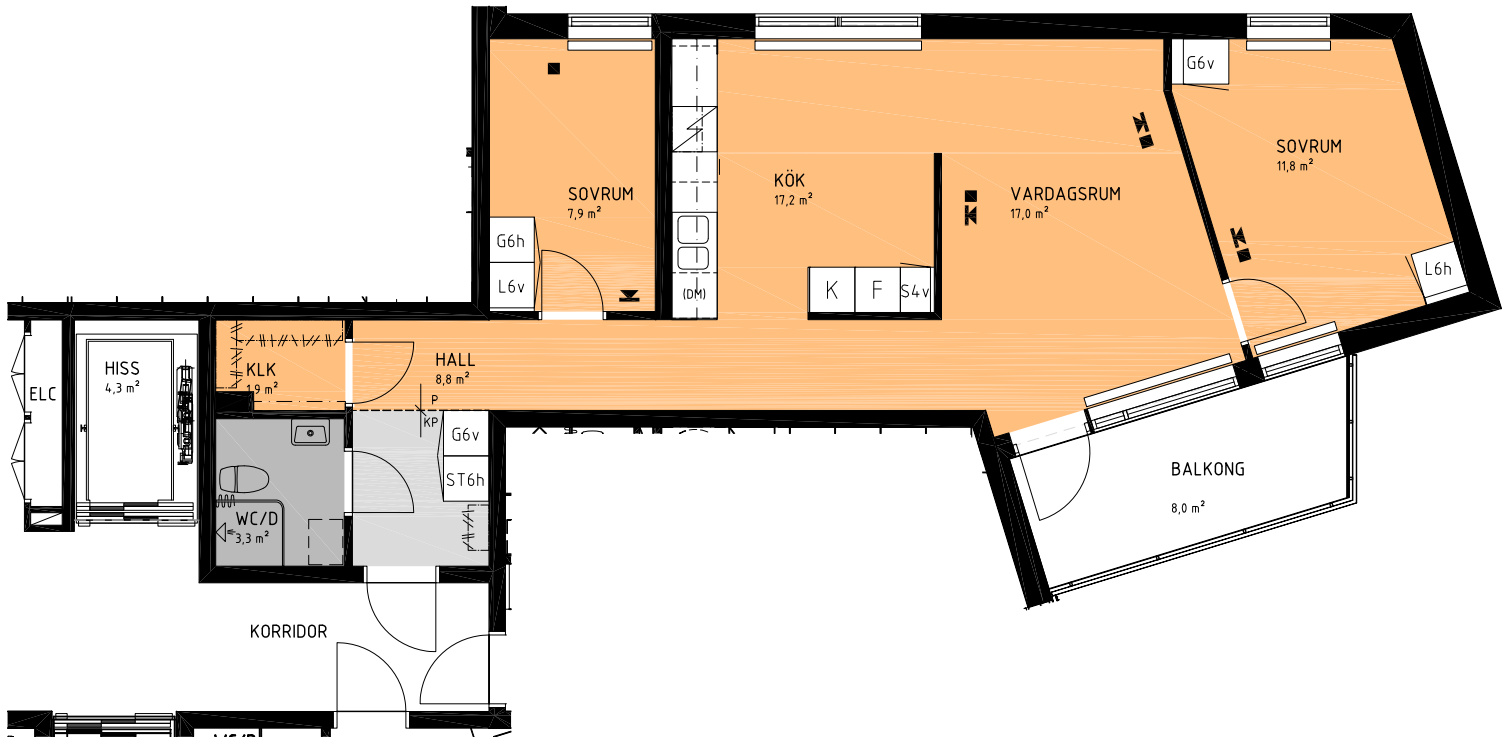 G6v
SOVRUM
11,8 m²
KÖK
17,2 m²
SOVRUM
7,9 m²
VARDAGSRUM
17,0 m²
G6h
L6v
(DM)
K
F
S4v
L6h
HISS
4,3 m²
ELC
KLK
1,9 m²
HALL
8,8 m²
P
KP
G6v
ST6h
BALKONG
8,0 m²
WC/D
3,3 m²
KORRIDOR